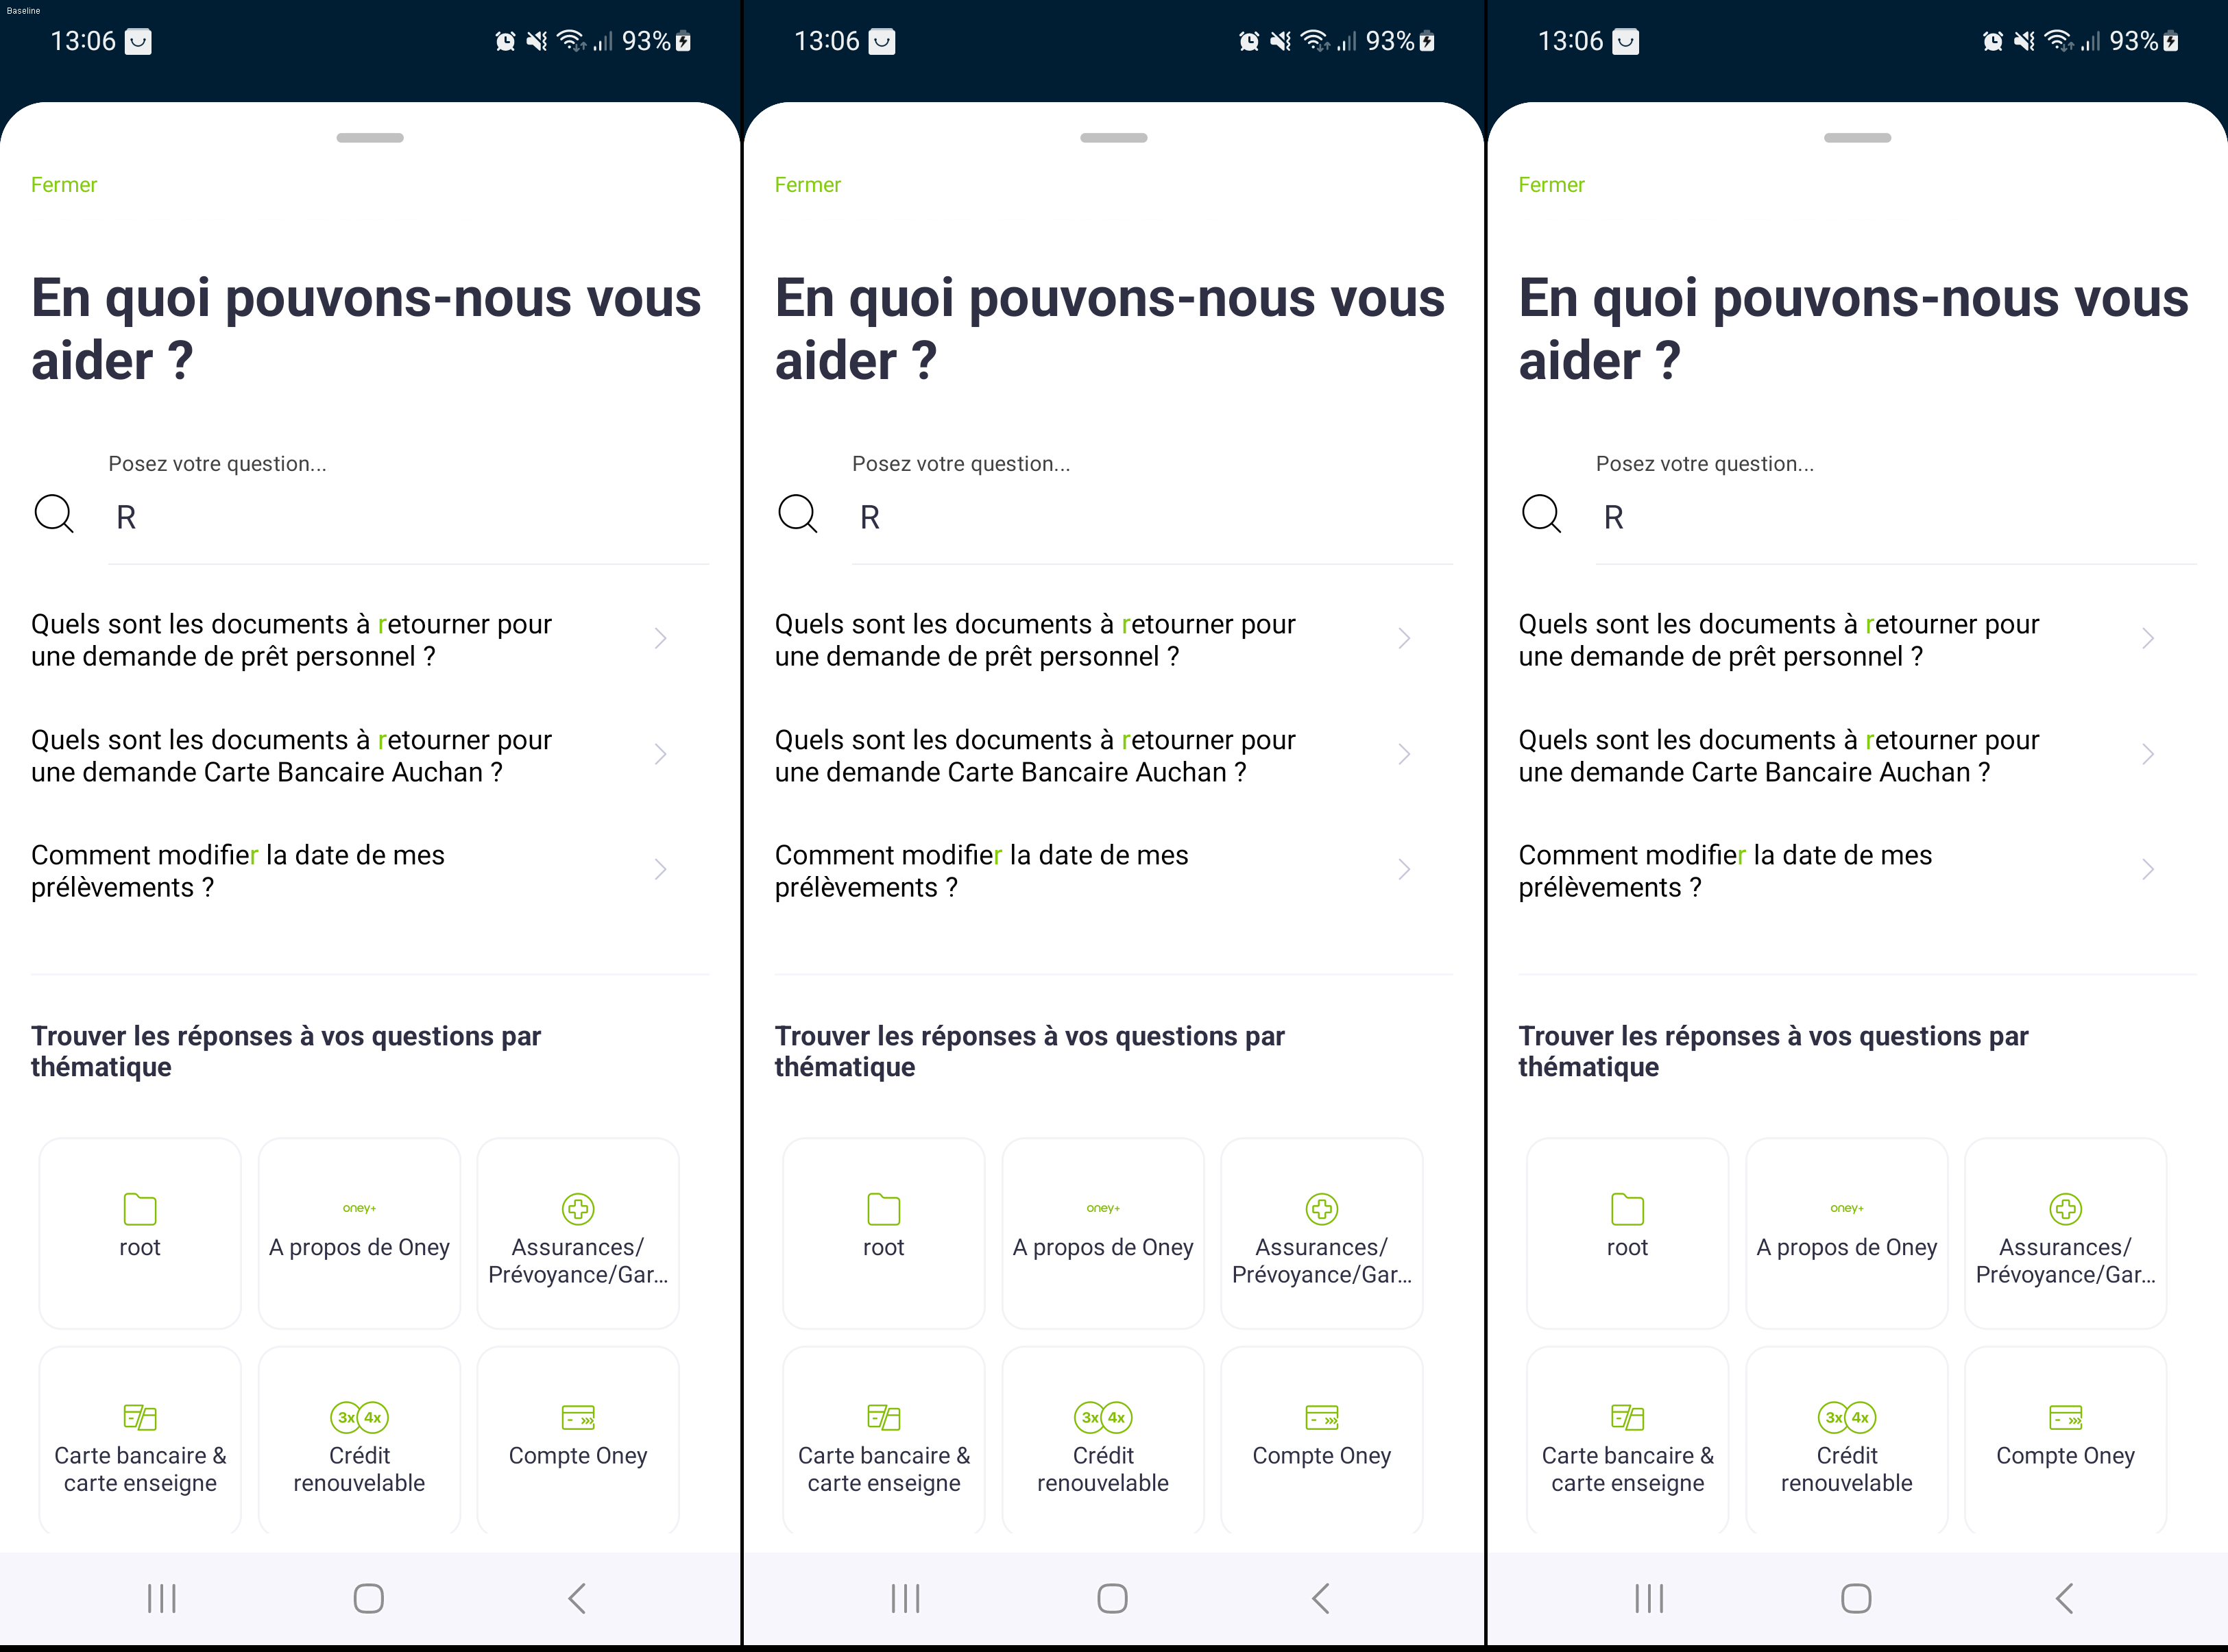 Baseline
13:06
93%
Fermer
En quoi pouvons-nous vous
aider ?
Posez votre question...
R
Quels sont les documents à retourner pour
une demande de prêt personnel ?
Quels sont les documents à retourner pour
une demande Carte Bancaire Auchan ?
Comment modifier la date de mes
prélèvements ?
Trouver les réponses à vos questions par
thématique
root
oney+
A propos de Oney
Assurances/
Prévoyance/Gar...
Carte bancaire &
carte enseigne
3x 4x
Crédit
renouvelable
Compte Oney
13:06
93%
Fermer
En quoi pouvons-nous vous
aider ?
Posez votre question...
R
Quels sont les documents à retourner pour
une demande de prêt personnel ?
Quels sont les documents à retourner pour
une demande Carte Bancaire Auchan ?
Comment modifier la date de mes
prélèvements ?
Trouver les réponses à vos questions par
thématique
root
oney+
A propos de Oney
Assurances/
Prévoyance/Gar...
Carte bancaire &
carte enseigne
3x 4x
Crédit
renouvelable
Compte Oney
13:06
93%
Fermer
En quoi pouvons-nous vous
aider ?
Posez votre question...
R
Quels sont les documents à retourner pour
une demande de prêt personnel ?
Quels sont les documents à retourner pour
une demande Carte Bancaire Auchan ?
Comment modifier la date de mes
prélèvements ?
Trouver les réponses à vos questions par
thématique
root
oney+
A propos de Oney
Assurances/
Prévoyance/Gar...
Carte bancaire &
carte enseigne
3x 4x
Crédit
renouvelable
Compte Oney